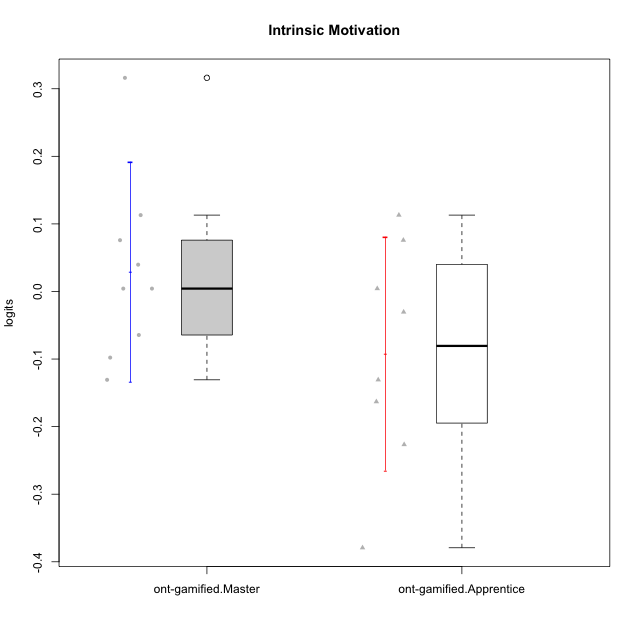 Intrinsic Motivation
logits
0.3
0.2
0.1
0.0
-0.1
-0.2
-0.3
-0.4
ont-gamified.Master
ont-gamified.Apprentice